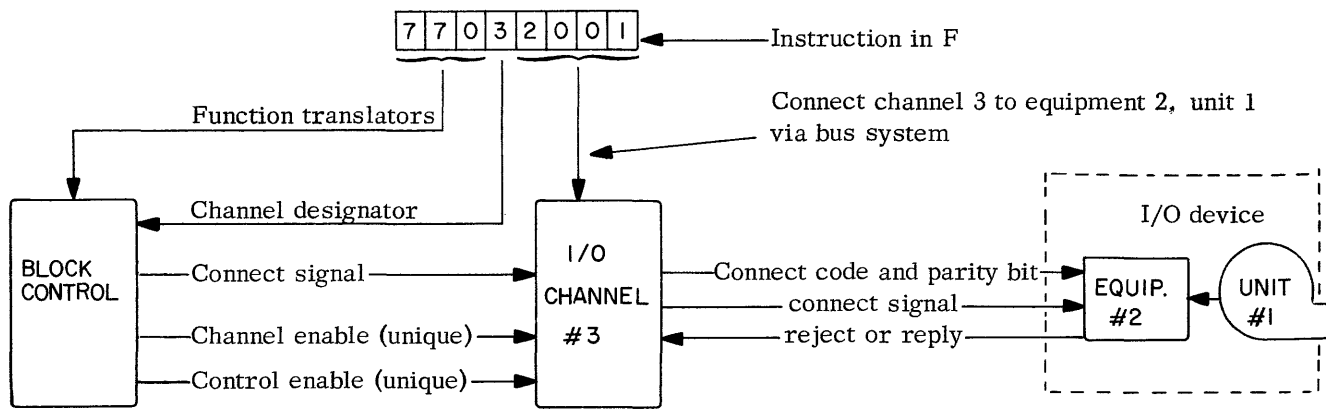 7 7 0 3 2 0 0 1
Instruction in F
Function translators
Connect channel 3 to equipment 2, unit 1
via bus system
Channel designator
I/O device
BLOCK
CONTROL
Connect signal
Channel enable (unique)
Control enable (unique)
I/O
CHANNEL
#3
Connect code and parity bit
connect signal
reject or reply
EQUIP.
#2
UNIT
#1